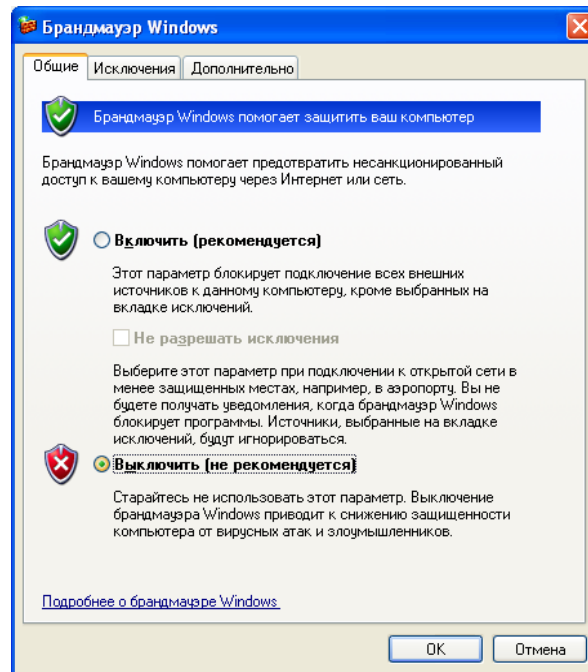 Брандмауэр Windows
Общие Исключения Дополнительно
Брандмауэр Windows помогает защитить ваш компьютер
Брандмауэр Windows помогает предотвратить несанкционированный
доступ к вашему компьютеру через Интернет или сеть.
Включить (рекомендуется)
Этот параметр блокирует подключение всех внешних
источников к данному компьютеру, кроме выбранных на
вкладке исключений.
Не разрешать исключения
Выберите этот параметр при подключении к открытой сети в
менее защищенных местах, например, в аэропорту. Вы не
будете получать уведомления, когда брандмауэр Windows
блокирует программы. Источники, выбранные на вкладке
исключений, будут игнорироваться.
Выключить (не рекомендуется)
Старайтесь не использовать этот параметр. Выключение
брандмауэра Windows приводит к снижению защищенности
компьютера от вирусных атак и злоумышленников.
Подробнее о брандмауэре Windows
OK Отмена